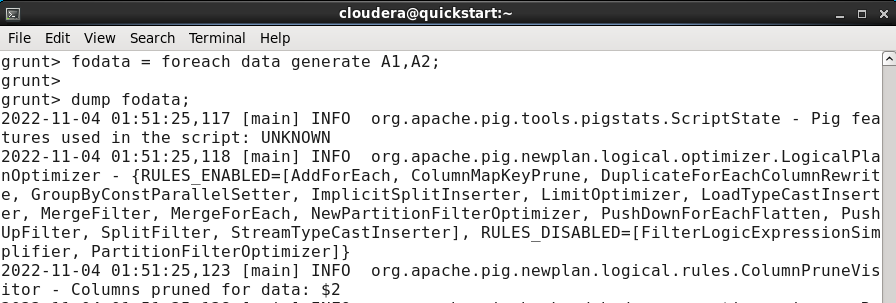 cloudera@quickstart:~
File Edit View Search Terminal Help
grunt> fodata = foreach data generate A1,A2;
grunt>
grunt> dump fodata;
2022-11-04 01:51:25,117 [main] INFO  org.apache.pig.tools.pigstats.ScriptState - Pig fea
tures used in the script: UNKNOWN
2022-11-04 01:51:25,118 [main] INFO  org.apache.pig.newplan.logical.optimizer.LogicalPla
nOptimizer - {RULES_ENABLED=[AddForEach, ColumnMapKeyPrune, DuplicateForEachColumnRewrit
e, GroupByConstParallelSetter, ImplicitSplitInserter, LimitOptimizer, LoadTypeCastInsert
er, MergeFilter, MergeForEach, NewPartitionFilterOptimizer, PushDownForEachFlatten, Push
UpFilter, SplitFilter, StreamTypeCastInserter], RULES_DISABLED=[FilterLogicExpressionSim
plifier, PartitionFilterOptimizer]}
2022-11-04 01:51:25,123 [main] INFO  org.apache.pig.newplan.logical.rules.ColumnPruneVis
itor - Columns pruned for data: $2